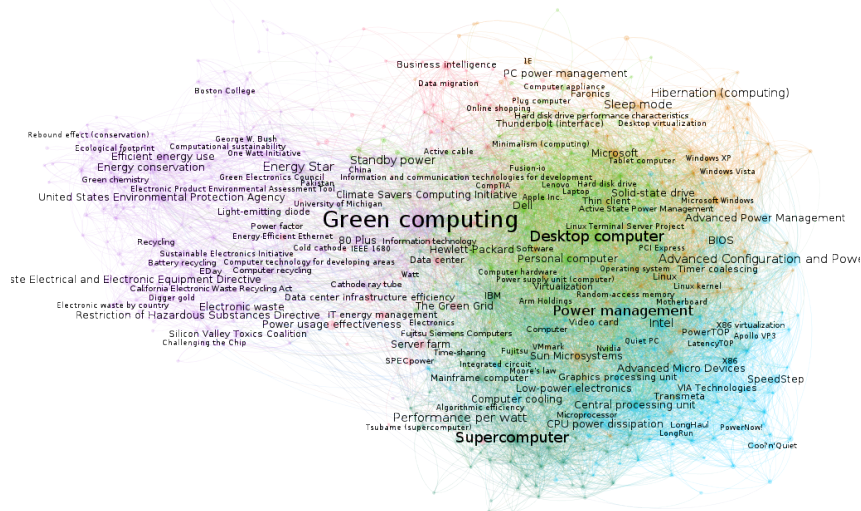 IE
Business intelligence
PC power management
Data migration
Computer appliance
Boston College
Faronics
Hibernation (computing)
Plug computer
Sleep mode
Online shopping
Hard disk drive performance characteristics
Thunderbolt (interface)
Desktop virtualization
Rebound effect (conservation)
George W. Bush
Minimalism (computing)
Ecological footprint
Computational sustainability
Active cable
Microsoft
Efficient energy use
One Watt Initiative
Standby power
Tablet computer
Windows XP
Energy conservation
Energy Star
China
Fusion-io
Windows Vista
Green chemistry
Green Electronics Council
Information and communication technologies for development
Pakistan
CompTIA
Lenovo
Hard disk drive
Electronic Product Environmental Assessment Tool
Laptop
United States Environmental Protection Agency
Climate Savers Computing Initiative
Apple Inc.
Solid-state drive
University of Michigan
Dell
Thin client
Microsoft Windows
Light-emitting diode
Active State Power Management
Green computing
Advanced Power Management
Power factor
Linux Terminal Server Project
Energy-Efficient Ethernet
80 Plus
Information technology
Desktop computer
BIOS
Recycling
Cold cathode
IEEE 1680
Hewlett-Packard
Software
PCI Express
Sustainable Electronics Initiative
Data center
Personal computer
Advanced Configuration and Powe
Battery recycling
Computer technology for developing areas
EDay
Computer recycling
Watt
Computer hardware
Operating system
Timer coalescing
ste Electrical and Electronic Equipment Directive
Power supply unit (computer)
Linux
California Electronic Waste Recycling Act
Cathode ray tube
Virtualization
Linux kernel
Digger gold
Data center infrastructure efficiency
IBM
Random-access memory
Electronic waste by country
Electronic waste
The Green Grid
Arm Holdings
Motherboard
Restriction of Hazardous Substances Directive
IT energy management
Power management
Power usage effectiveness
Electronics
Video card
Intel
X86 virtualization
Silicon Valley Toxics Coalition
Fujitsu Siemens Computers
Computer
PowerTOP
Apollo VP3
Challenging the Chip
Server farm
VMmark
Nvidia
Quiet PC
LatencyTOP
Time-sharing
Fujitsu
Sun Microsystems
SPECpower
Integrated circuit
X86
Moore's law
Advanced Micro Devices
Mainframe computer
Graphics processing unit
SpeedStep
Low-power electronics
VIA Technologies
Computer cooling
Transmeta
Algorithmic efficiency
Central processing unit
Performance per watt
Microprocessor
Tsubame (supercomputer)
CPU power dissipation
LongHaul
PowerNow!
Supercomputer
LongRun
Cool'n'Quiet